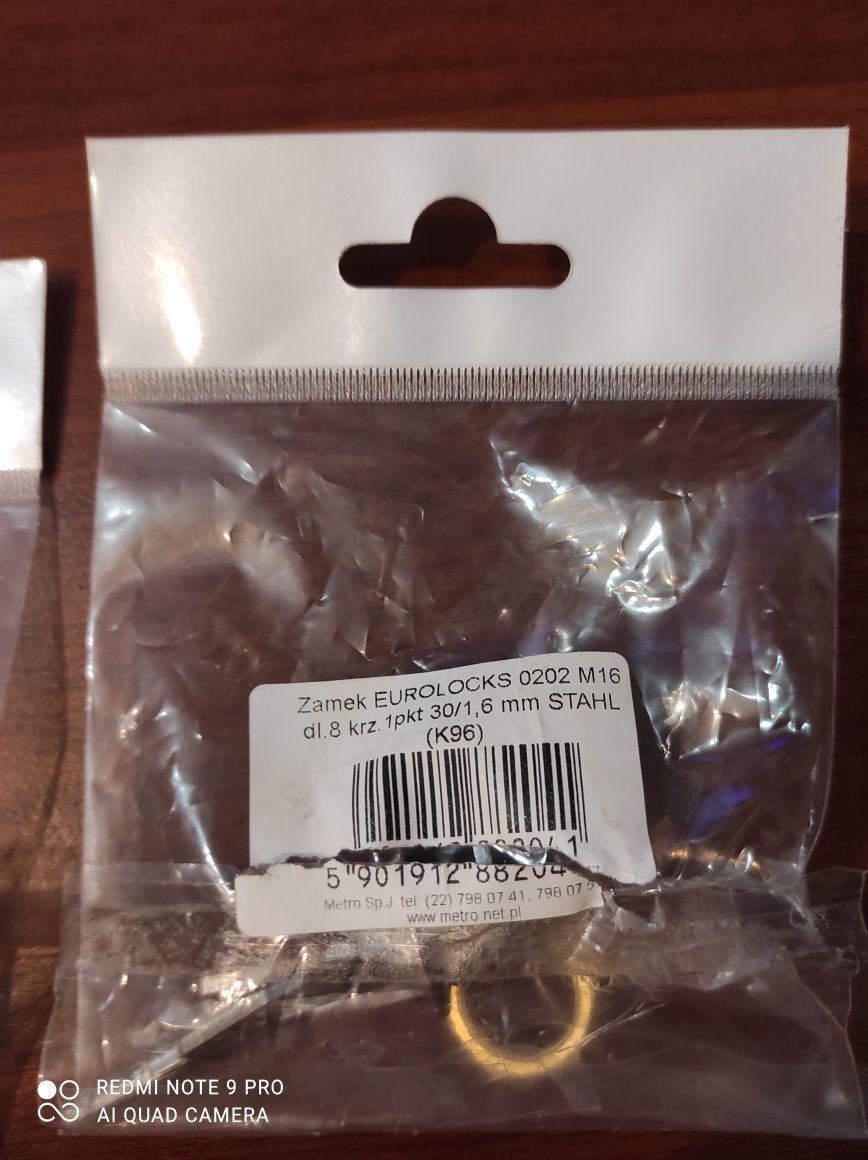 Zamek EUROLOCKS 0202 M16
dl.8 krz.1pkt 30/1,6 mm STAHL
(K96)
5"901912"88204
Metro Sp.J. tel: (22) 798 07 41, 798 07
www.metro.net.pl
REDMI NOTE 9 PRO
AI QUAD CAMERA